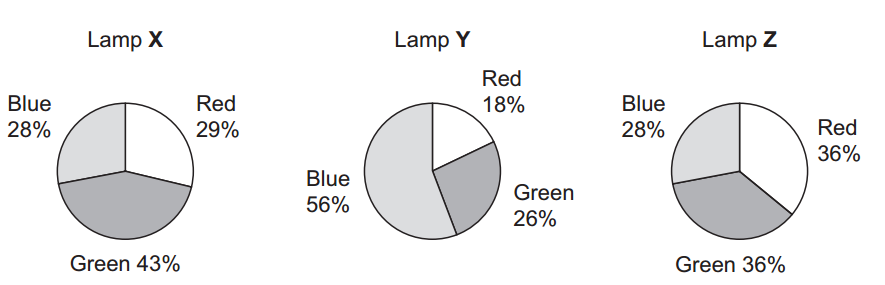 Lamp X
Blue
28%
Red
29%
Green 43%
Lamp Y
Red
18%
Blue
56%
Green
26%
Lamp Z
Blue
28%
Red
36%
Green 36%